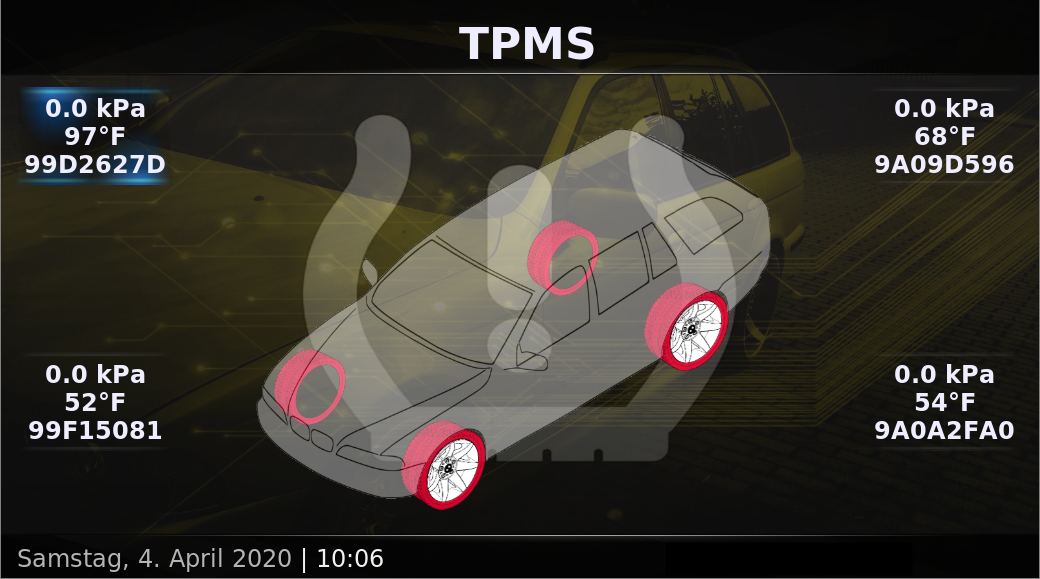 TPMS
0.0 kPa
97°F
99D2627D
0.0 kPa
68°F
9A09D596
0.0 kPa
52°F
99F15081
0.0 kPa
54°F
9A0A2FA0
Samstag, 4. April 2020 | 10:06